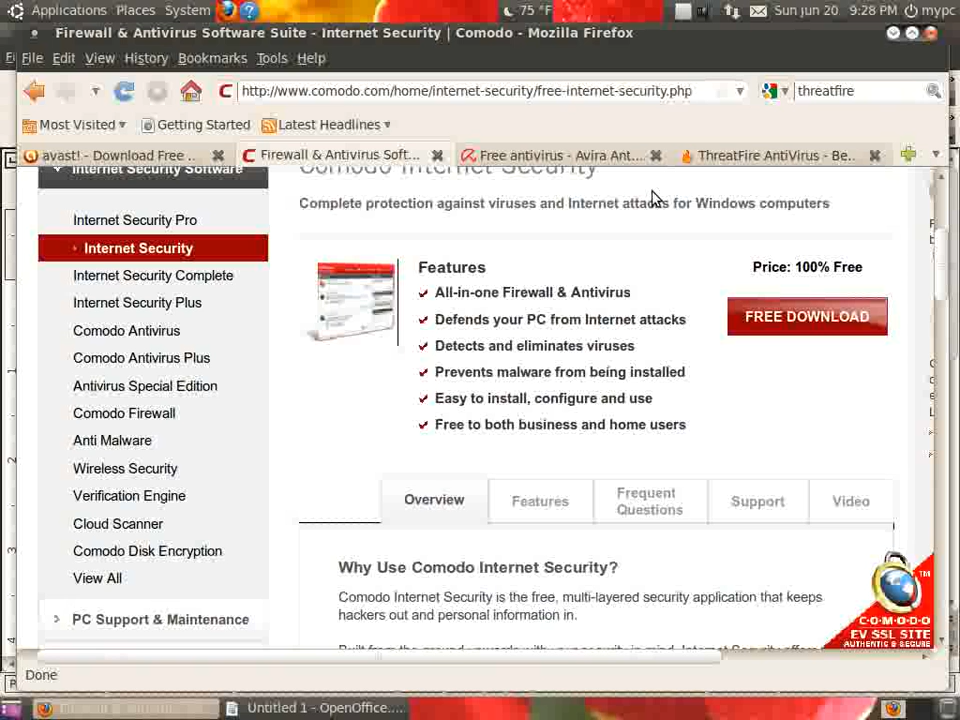 Applications Places System 75 °F Sun Jun 20 9:28 PM mypc
Firewall & Antivirus Software Suite - Internet Security | Comodo - Mozilla Firefox
File Edit View History Bookmarks Tools Help
http://www.comodo.com/home/internet-security/free-internet-security.php threatfire
Most Visited Getting Started Latest Headlines
avast! - Download Free ... Firewall & Antivirus Soft... Free antivirus - Avira Ant... ThreatFire AntiVirus - Be...
Internet Security Software
Comodo Internet Security
Complete protection against viruses and Internet attacks for Windows computers
Internet Security Pro
Internet Security
Internet Security Complete
Internet Security Plus
Comodo Antivirus
Comodo Antivirus Plus
Antivirus Special Edition
Comodo Firewall
Anti Malware
Wireless Security
Verification Engine
Cloud Scanner
Comodo Disk Encryption
View All
PC Support & Maintenance
Features
All-in-one Firewall & Antivirus
Defends your PC from Internet attacks
Detects and eliminates viruses
Prevents malware from being installed
Easy to install, configure and use
Free to both business and home users
Price: 100% Free
FREE DOWNLOAD
Overview Features Frequent Questions Support Video
Why Use Comodo Internet Security?
Comodo Internet Security is the free, multi-layered security application that keeps
hackers out and personal information in.
TM
C·O·M·O·D·O
EV SSL SITE
AUTHENTIC & SECURE
Done
Untitled 1 - OpenOffice....